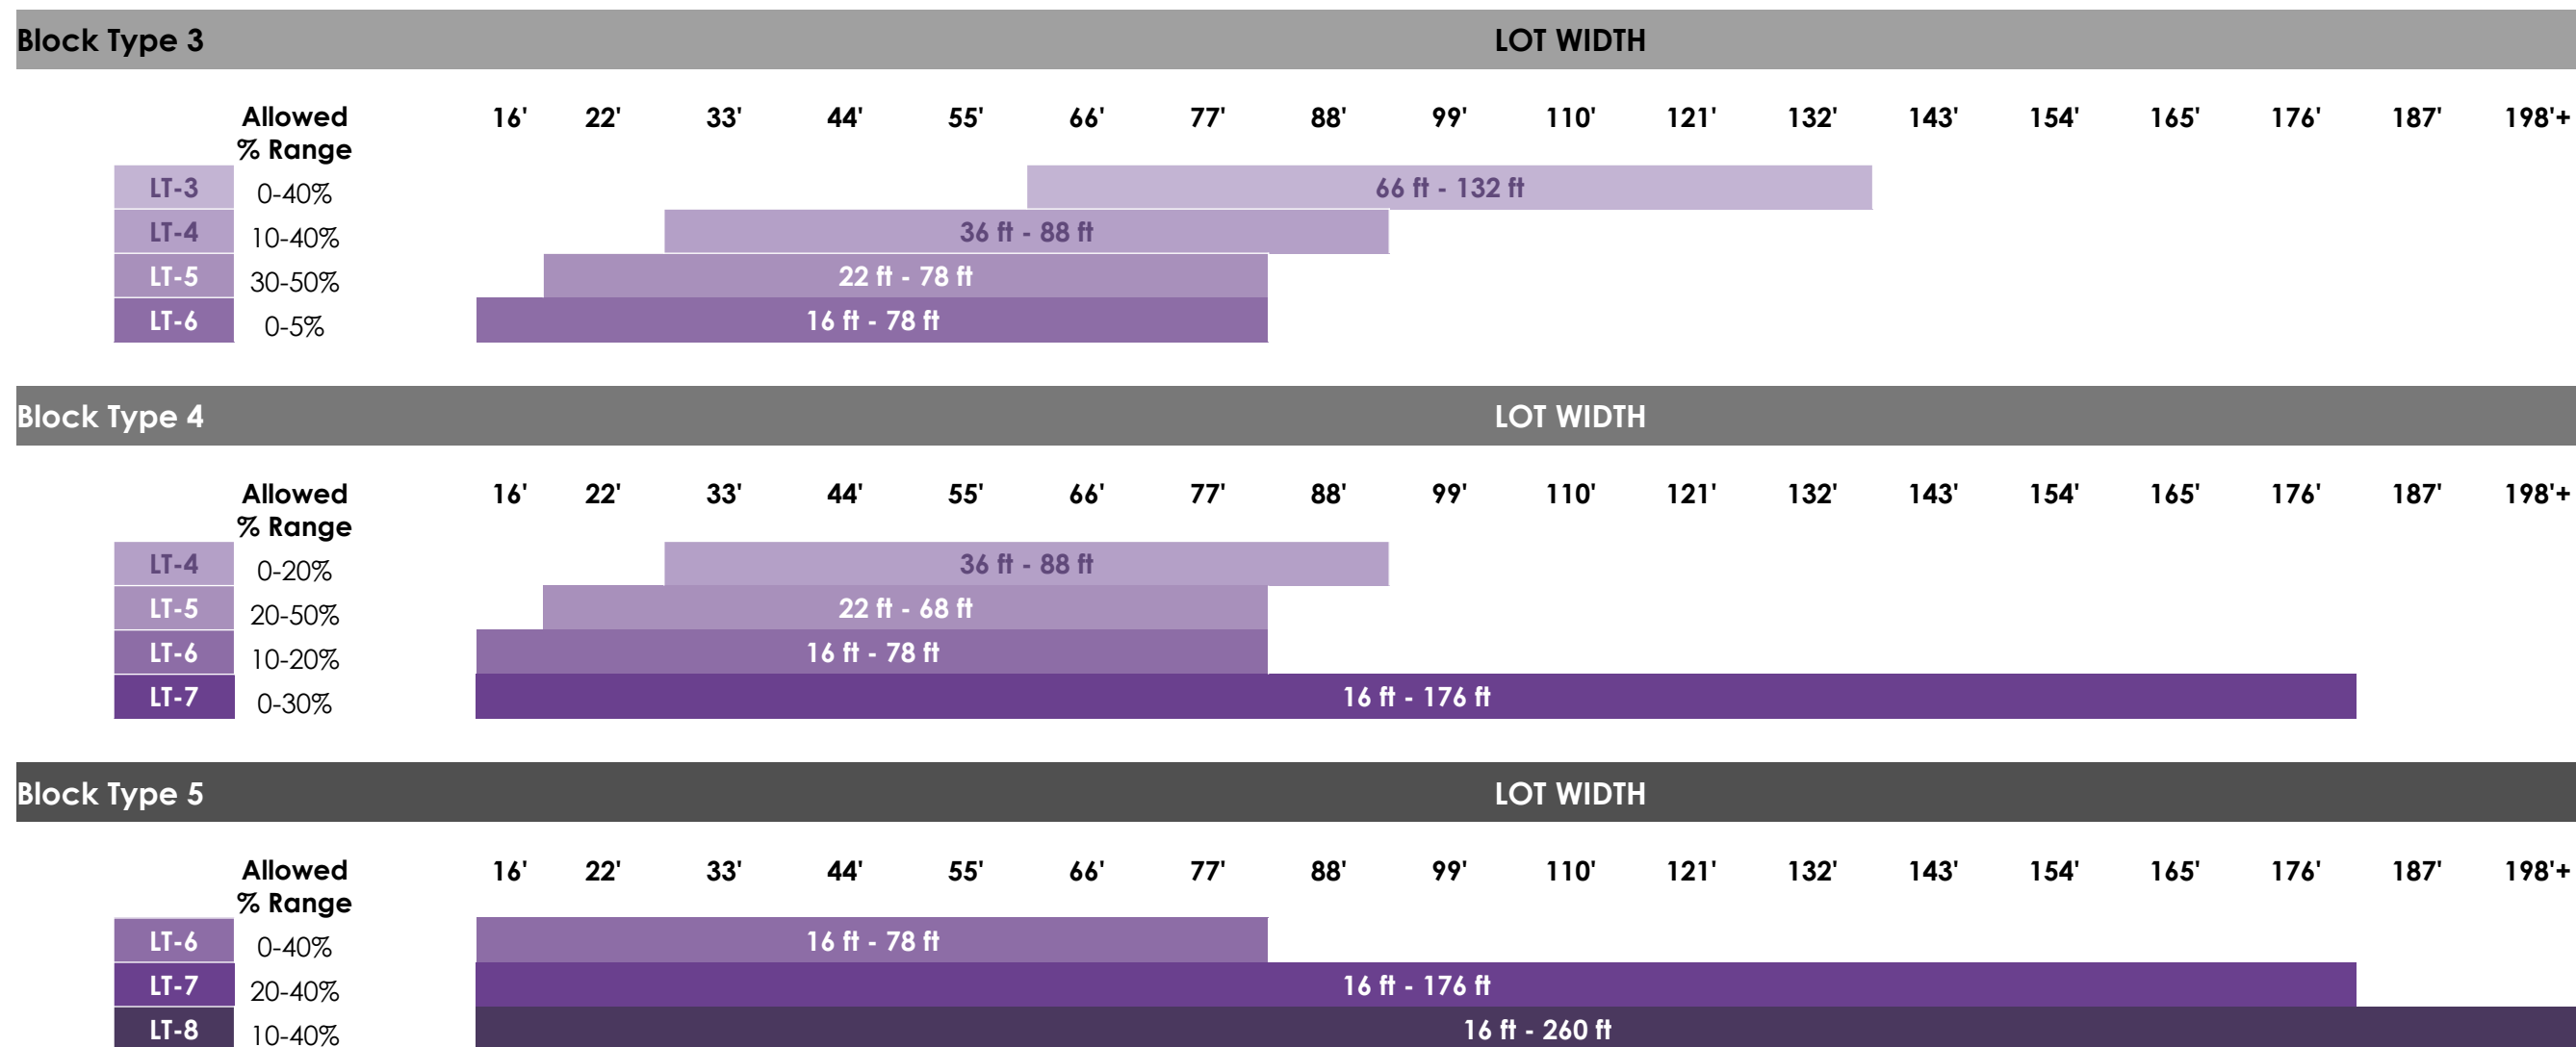 Block Type 3 LOT WIDTH
Allowed % Range 16' 22' 33' 44' 55' 66' 77' 88' 99' 110' 121' 132' 143' 154' 165' 176' 187' 198'+
LT-3 0-40% 66 ft - 132 ft
LT-4 10-40% 36 ft - 88 ft
LT-5 30-50% 22 ft - 78 ft
LT-6 0-5% 16 ft - 78 ft
Block Type 4 LOT WIDTH
Allowed % Range 16' 22' 33' 44' 55' 66' 77' 88' 99' 110' 121' 132' 143' 154' 165' 176' 187' 198'+
LT-4 0-20% 36 ft - 88 ft
LT-5 20-50% 22 ft - 68 ft
LT-6 10-20% 16 ft - 78 ft
LT-7 0-30% 16 ft - 176 ft
Block Type 5 LOT WIDTH
Allowed % Range 16' 22' 33' 44' 55' 66' 77' 88' 99' 110' 121' 132' 143' 154' 165' 176' 187' 198'+
LT-6 0-40% 16 ft - 78 ft
LT-7 20-40% 16 ft - 176 ft
LT-8 10-40% 16 ft - 260 ft